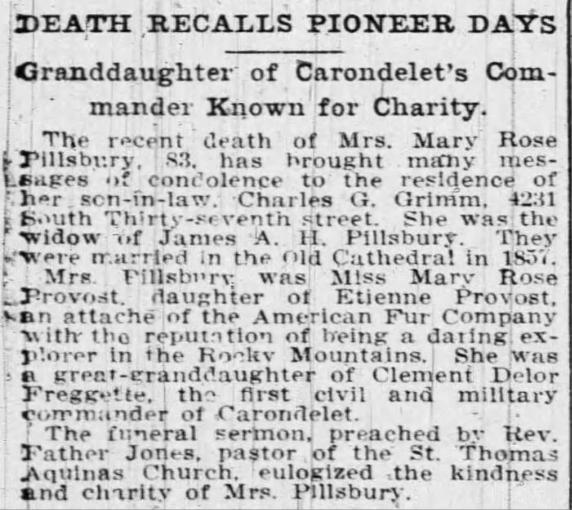 DEATH RECALLS PIONEER DAYS
Granddaughter of Carondelet's Com-
mander Known for Charity.
The recent death of Mrs. Mary Rose
Pillsbury, 83, has brought many mes-
sages of condolence to the residence of
her son-in-law, Charles G. Grimm, 4231
South Thirty-seventh street. She was the
widow of James A. H. Pillsbury. They
were married in the Old Cathedral in 1857.
Mrs. Pillsbury was Miss Mary Rose
Provost, daughter of Etienne Provost,
an attache of the American Fur Company
with the reputation of being a daring ex-
plorer in the Rocky Mountains. She was
a great-granddaughter of Clement Delor
Freggette, the first civil and military
commander of Carondelet.
The funeral sermon, preached by Rev.
Father Jones, pastor of the St. Thomas
Aquinas Church, eulogized the kindness
and charity of Mrs. Pillsbury.